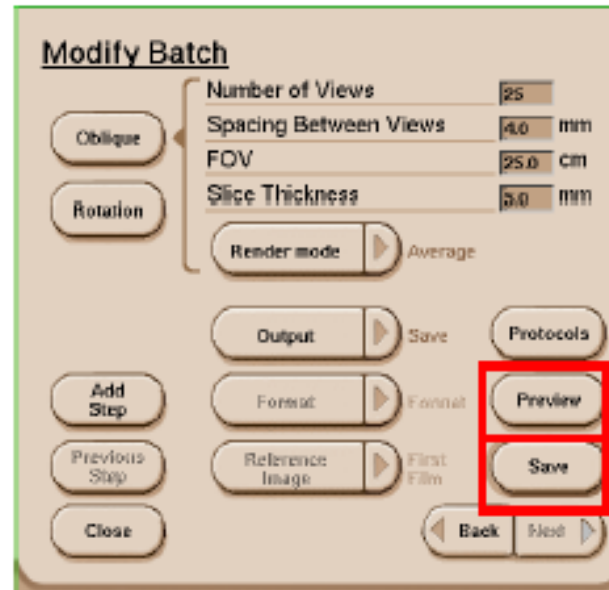 Modify Batch
Number of Views 25
Spacing Between Views 4.0 mm
Oblique
FOV 25.0 cm
Slice Thickness 3.0 mm
Rotation
Render mode Average
Output Save Protocols
Add
Step
Format Format Preview
Previous
Step
Reference
Image
First
Film
Save
Close Back Next